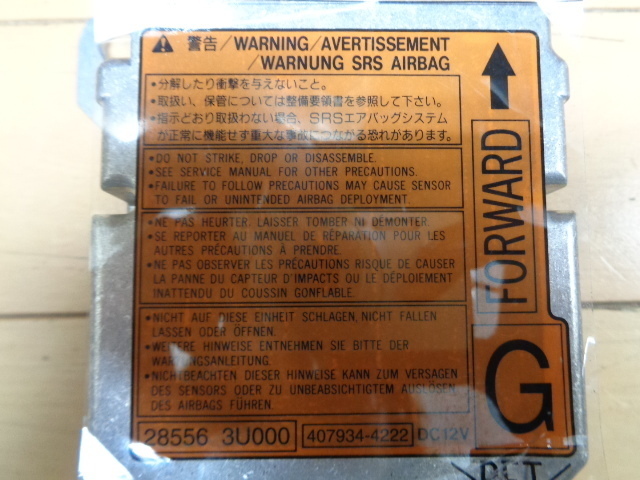 警告/WARNING/AVERTISSEMENT
/WARNUNG SRS AIRBAG
•分解したり衝撃を与えないこと。
•取扱い、保管については整備要領書を参照して下さい。
•指示どおり取扱わない場合、SRSエアバッグシステム
が正常に機能せず重大な事故につながる恐れがあります。
•DO NOT STRIKE, DROP OR DISASSEMBLE.
•SEE SERVICE MANUAL FOR OTHER PRECAUTIONS.
•FAILURE TO FOLLOW PRECAUTIONS MAY CAUSE SENSOR
TO FAIL OR UNINTENDED AIRBAG DEPLOYMENT.
•NE PAS HEURTER, LAISSER TOMBER NI DEMONTER.
•SE REPORTER AU MANUEL DE RÉPARATION POUR LES
AUTRES PRÉCAUTIONS À PRENDRE.
•NE PAS OBSERVER LES PRÉCAUTIONS RISQUE DE CAUSER
LA PANNE DU CAPTEUR D'IMPACTS OU LE DÉPLOIEMENT
INATTENDU DU COUSSIN GONFLABLE.
•NICHT AUF DIESE EINHEIT SCHLAGEN, NICHT FALLEN
LASSEN ODER ÖFFNEN.
•WEITERE HINWEISE ENTNEHMEN SIE BITTE DER
WARTUNGSANLEITUNG.
•NICHTBEACHTEN DIESER HINWEISE KANN ZUM VERSAGEN
DES SENSORS ODER ZU UNBEABSICHTIGTEM AUSLÖSEN
DES AIRBAGS FÜHREN.
28556 3U000 407934-4222 DC12V
FORWARD
G